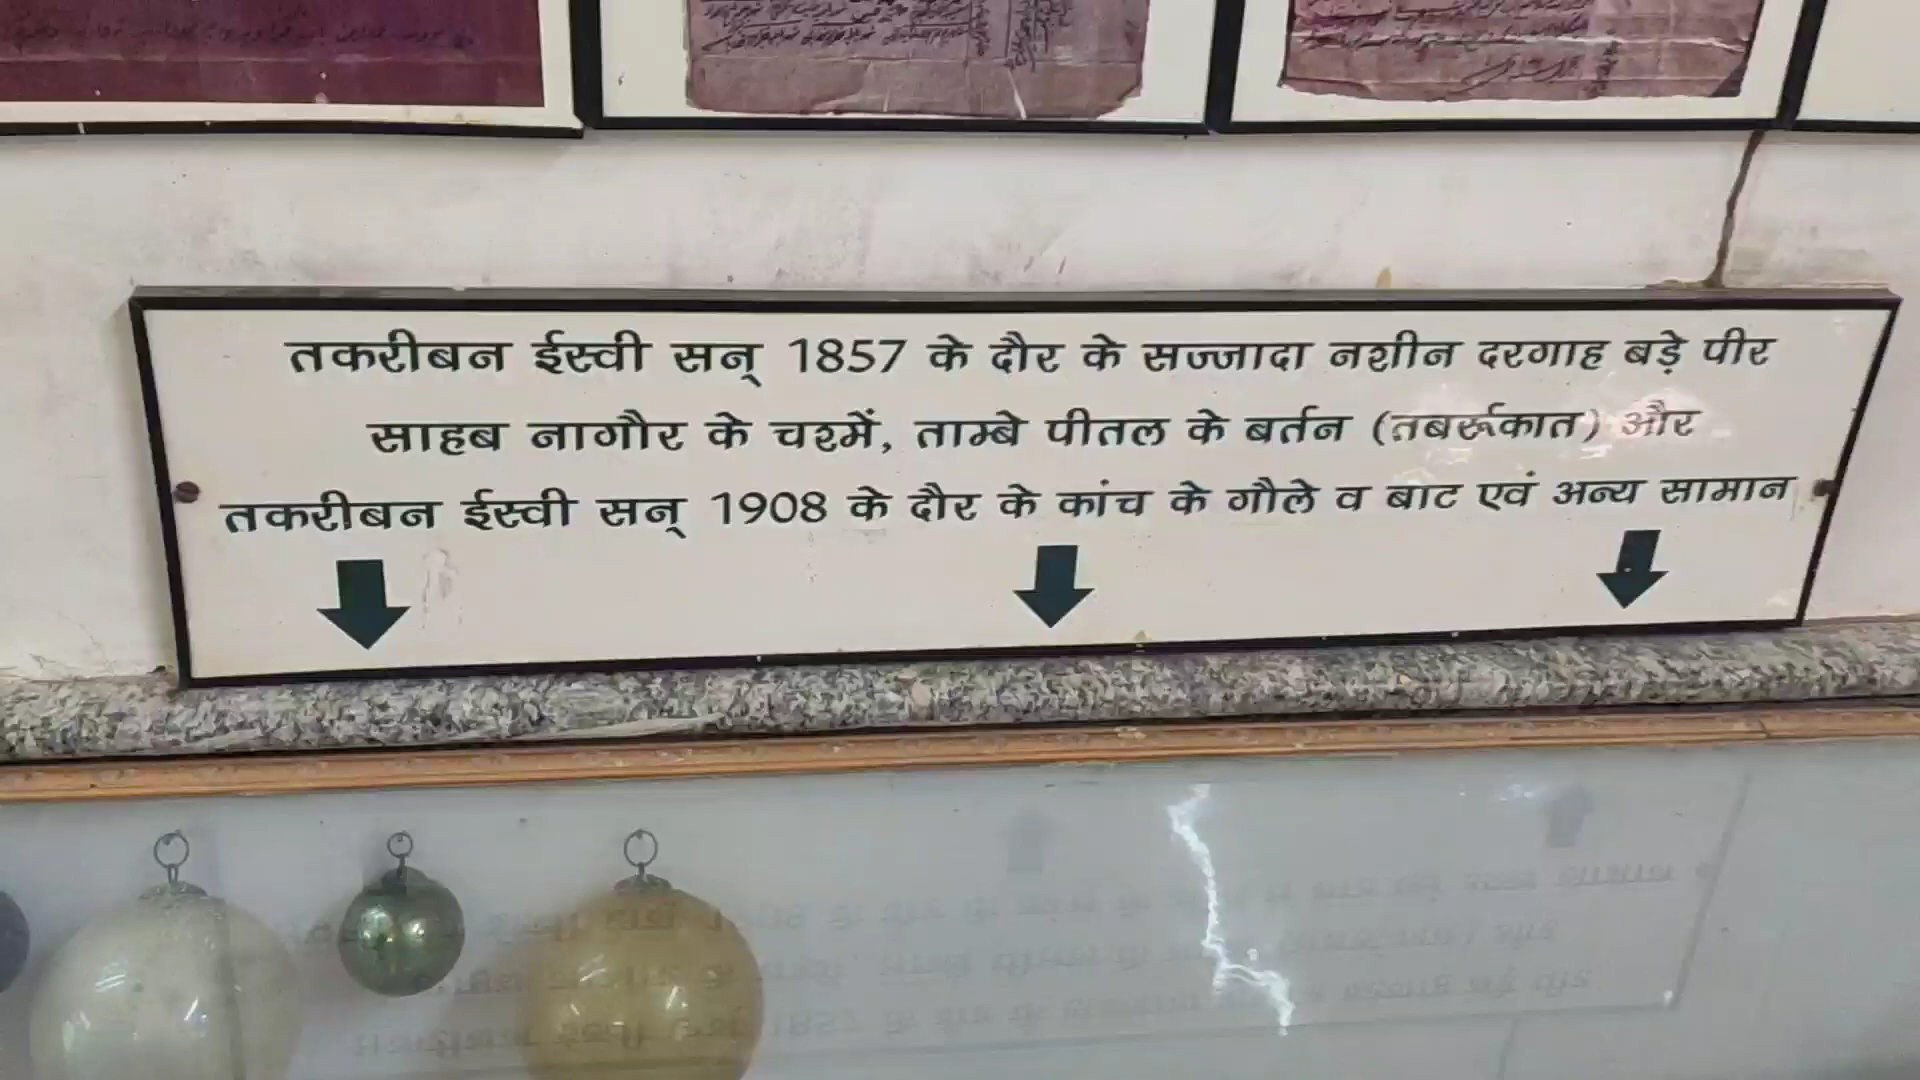 तकरीबन ईस्वी सन् 1857 के दौर के सज्जादा नशीन दरगाह बड़े पीर
साहब नागौर के चश्में, ताम्बे पीतल के बर्तन (तबर्रूकात) और
तकरीबन ईस्वी सन् 1908 के दौर के कांच के गौले व बाट एवं अन्य सामान